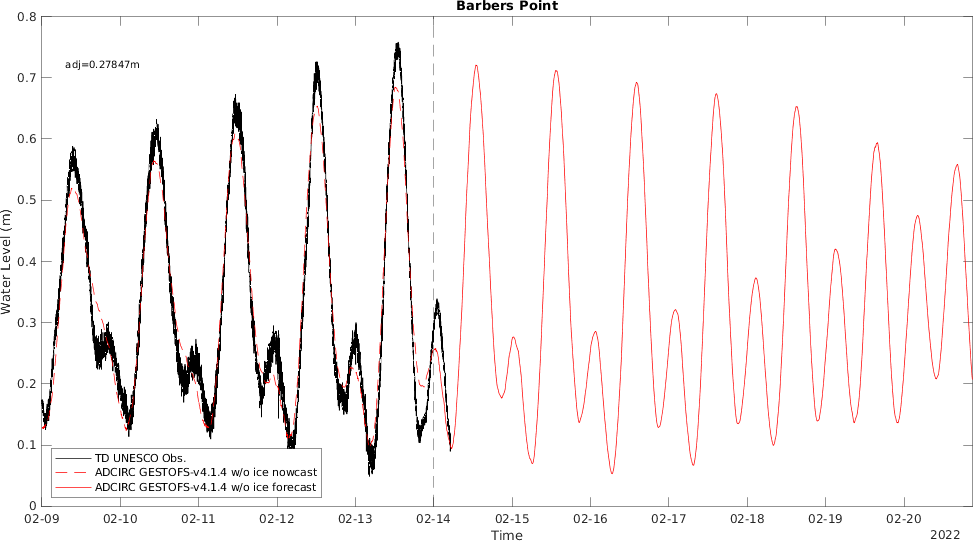 Barbers Point
0.8
0.7
0.6
0.5
0.4
0.3
0.2
0.1
0
Water Level (m)
adj=0.27847m
TD UNESCO Obs.
ADCIRC GESTOFS-v4.1.4 w/o ice nowcast
ADCIRC GESTOFS-v4.1.4 w/o ice forecast
02-09 02-10 02-11 02-12 02-13 02-14 02-15 02-16 02-17 02-18 02-19 02-20
Time
2022